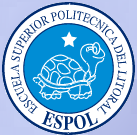 ESCUELA SUPERIOR POLITECNICA DEL LITORAL
ESPOL